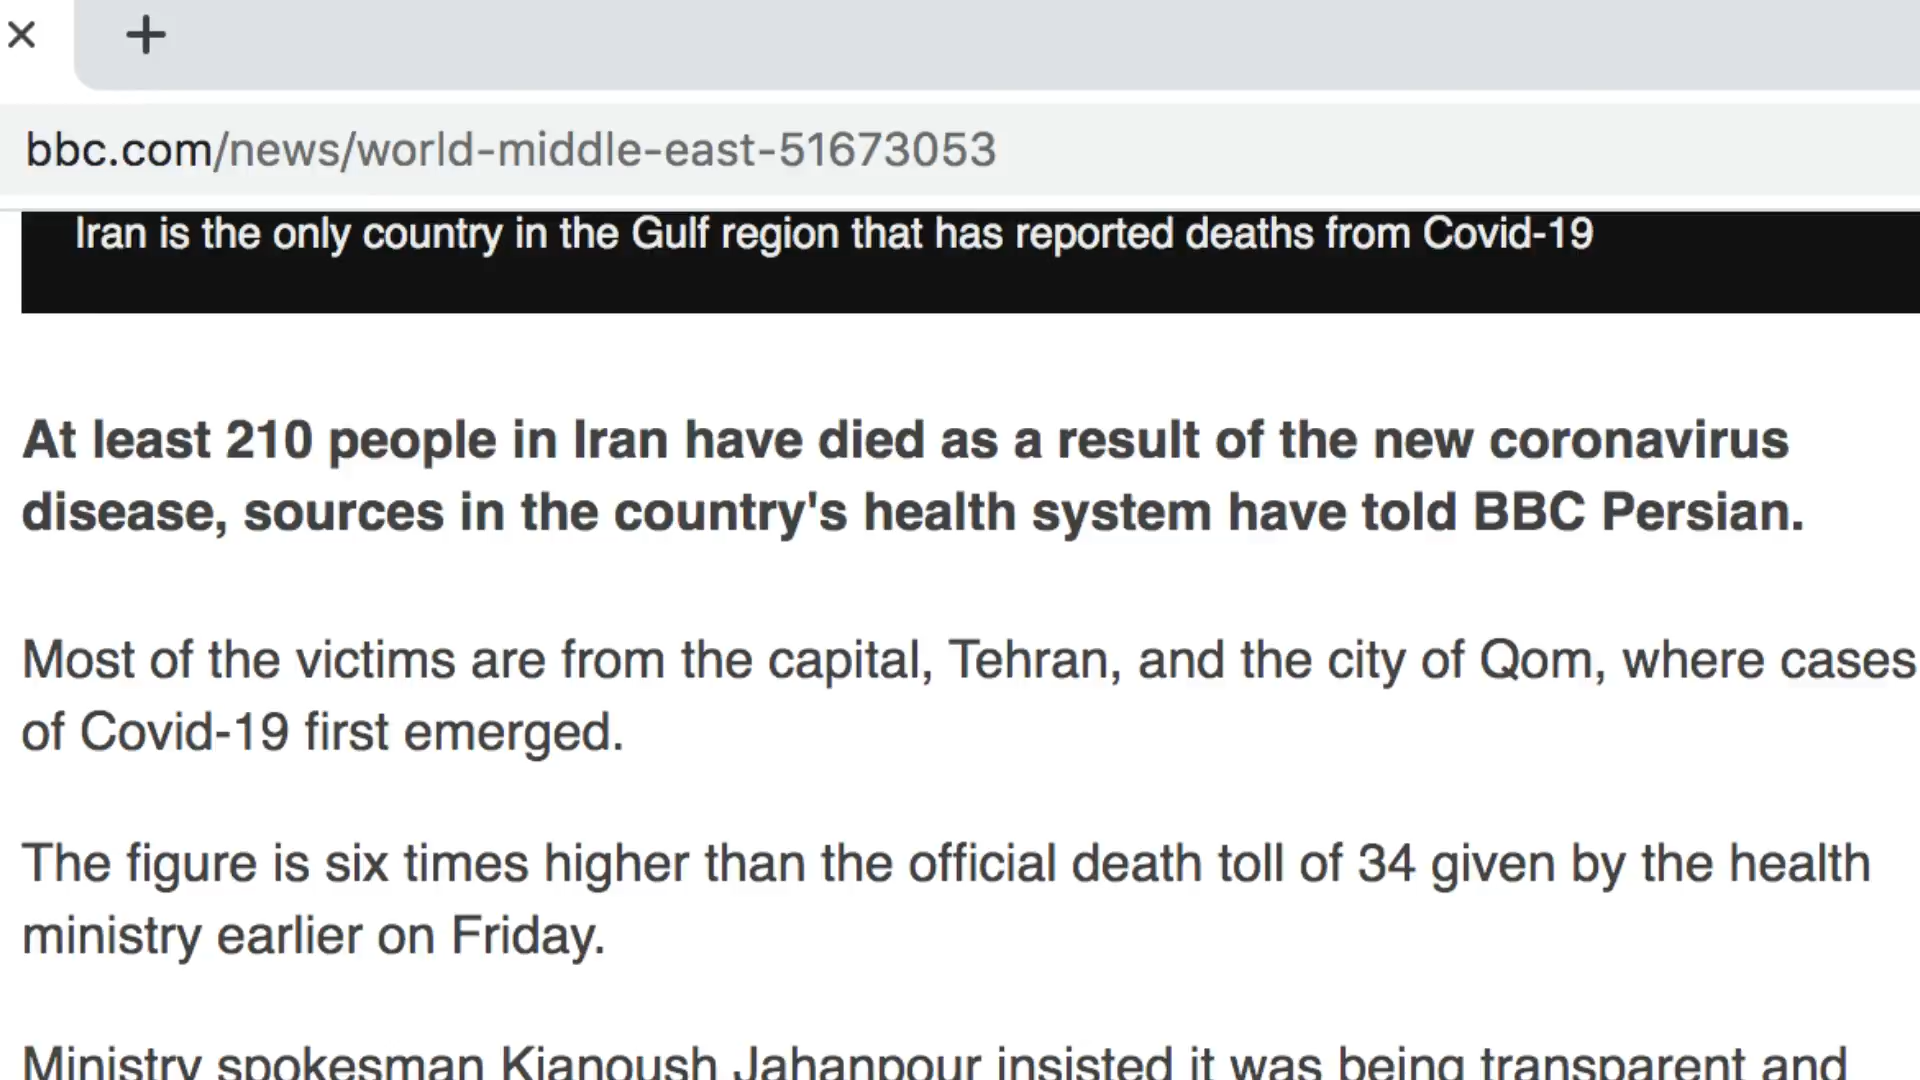 bbc.com/news/world-middle-east-51673053
Iran is the only country in the Gulf region that has reported deaths from Covid-19
At least 210 people in Iran have died as a result of the new coronavirus
disease, sources in the country's health system have told BBC Persian.
Most of the victims are from the capital, Tehran, and the city of Qom, where cases
of Covid-19 first emerged.
The figure is six times higher than the official death toll of 34 given by the health
ministry earlier on Friday.
Ministry spokesman Kianoush Jahanpour insisted it was being transparent and